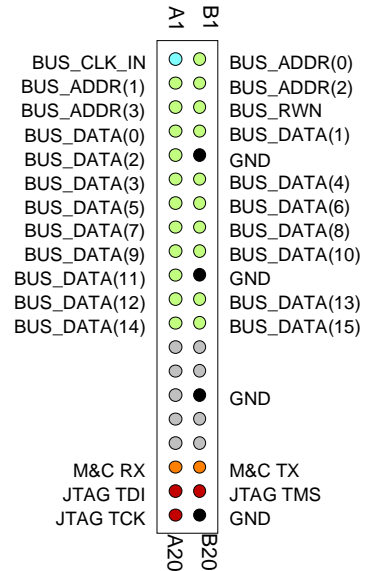 A1 B1
BUS_CLK_IN BUS_ADDR(0)
BUS_ADDR(1) BUS_ADDR(2)
BUS_ADDR(3) BUS_RWN
BUS_DATA(0) BUS_DATA(1)
BUS_DATA(2) GND
BUS_DATA(3) BUS_DATA(4)
BUS_DATA(5) BUS_DATA(6)
BUS_DATA(7) BUS_DATA(8)
BUS_DATA(9) BUS_DATA(10)
BUS_DATA(11) GND
BUS_DATA(12) BUS_DATA(13)
BUS_DATA(14) BUS_DATA(15)
GND
M&C RX M&C TX
JTAG TDI JTAG TMS
JTAG TCK GND
A20 B20